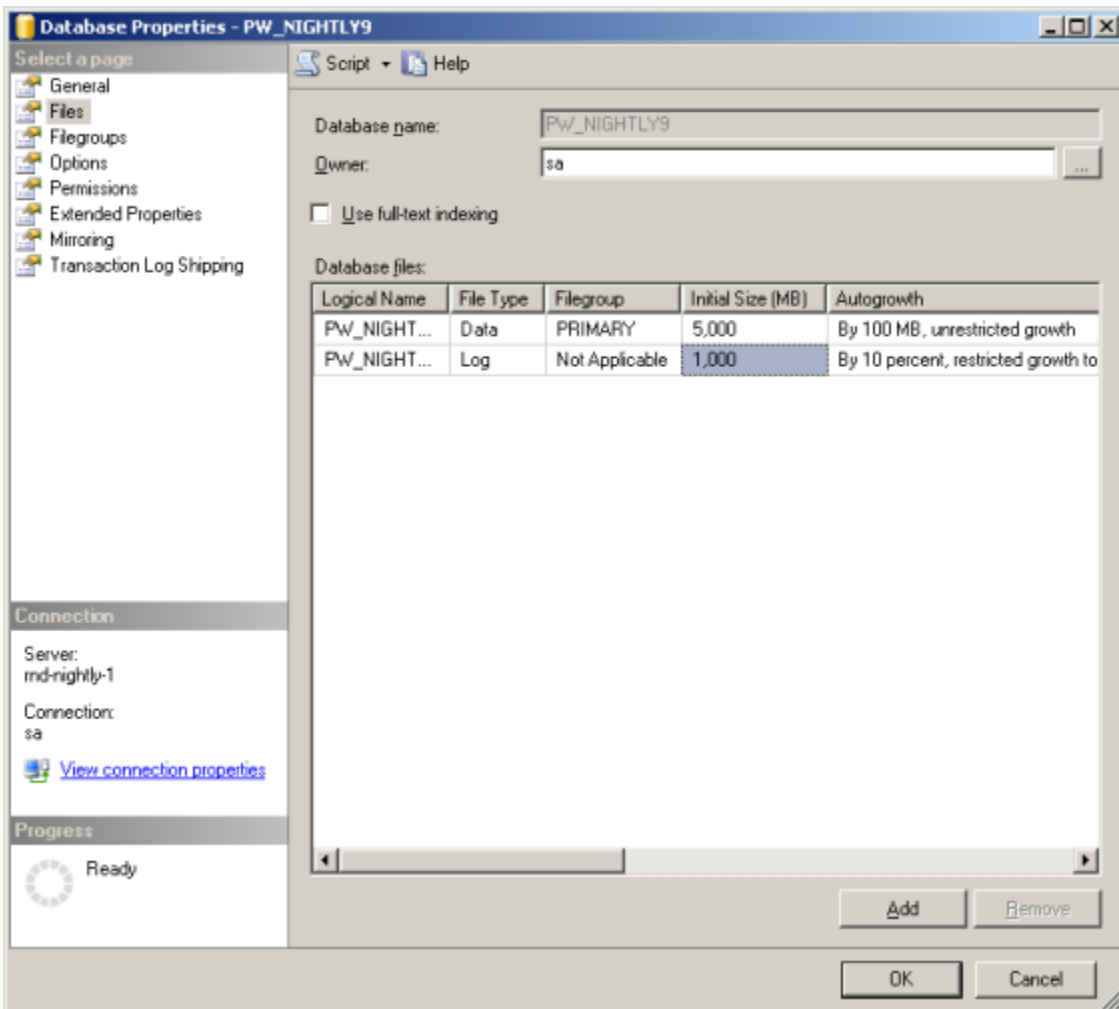 Database Properties - PW_NIGHTLY9
Select a page
General
Files
Filegroups
Options
Permissions
Extended Properties
Mirroring
Transaction Log Shipping
Connection
Server:
rnd-nightly-1
Connection:
sa
View connection properties
Progress
Ready
Script Help
Database name: PW_NIGHTLY9
Owner: sa ...
Use full-text indexing
Database files:
Logical Name File Type Filegroup Initial Size (MB) Autogrowth
PW_NIGHT... Data PRIMARY 5,000 By 100 MB, unrestricted growth
PW_NIGHT... Log Not Applicable 1,000 By 10 percent, restricted growth to
Add Remove
OK Cancel